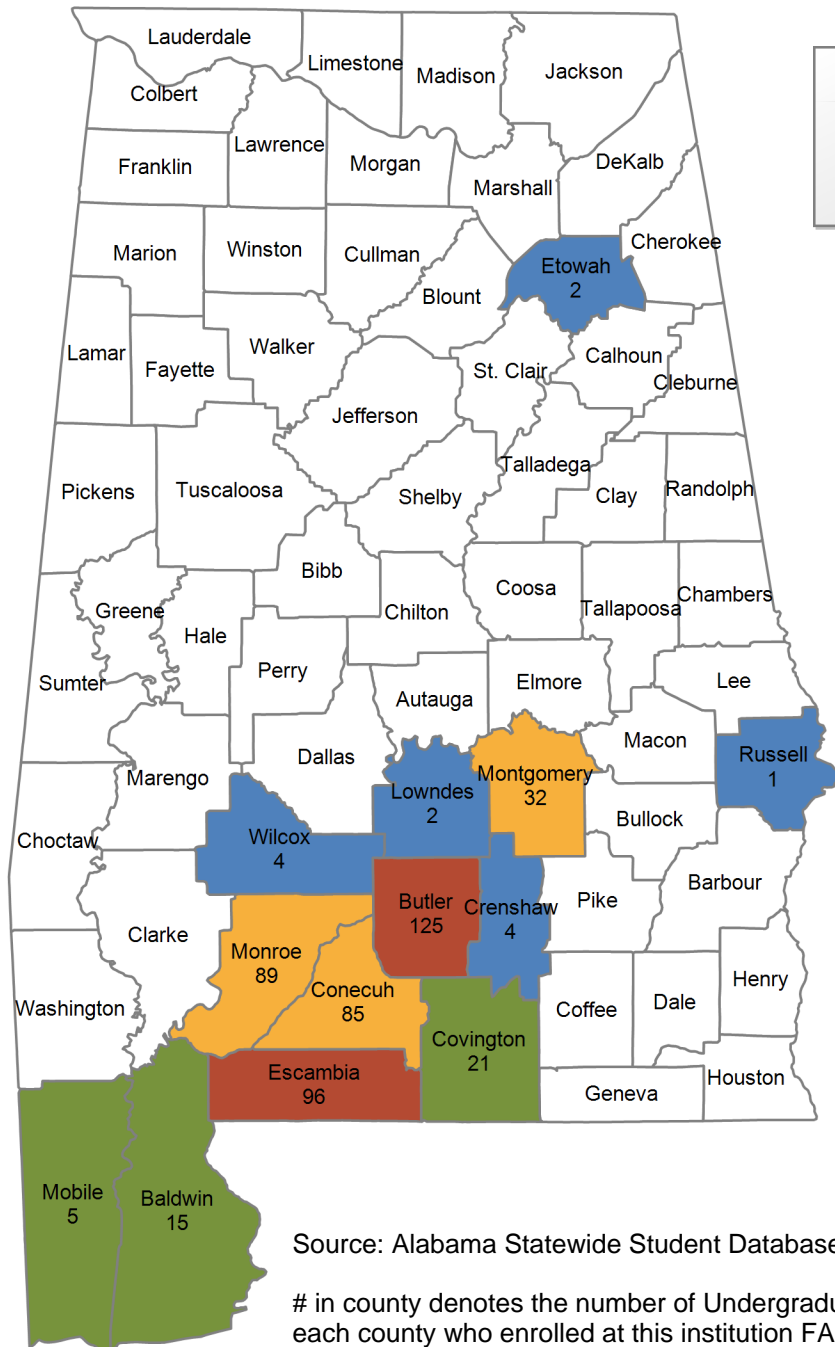 Lauderdale
Limestone
Madison
Jackson
Colbert
Lawrence
Franklin
Morgan
DeKalb
Marshall
Marion
Winston
Cullman
Cherokee
Etowah
2
Blount
Lamar
Fayette
Walker
St. Clair
Calhoun
Cleburne
Jefferson
Talladega
Pickens
Tuscaloosa
Shelby
Clay
Randolph
Bibb
Coosa
Chambers
Greene
Hale
Chilton
Tallapoosa
Perry
Sumter
Autauga
Elmore
Lee
Dallas
Macon
Russell
1
Marengo
Lowndes
2
Montgomery
32
Choctaw
Wilcox
4
Bullock
Butler
125
Crenshaw
4
Pike
Barbour
Clarke
Monroe
89
Conecuh
85
Washington
Coffee
Dale
Henry
Covington
21
Escambia
96
Geneva
Houston
Mobile
5
Baldwin
15
Source: Alabama Statewide Student Database
# in county denotes the number of
each county who enrolled at this institution